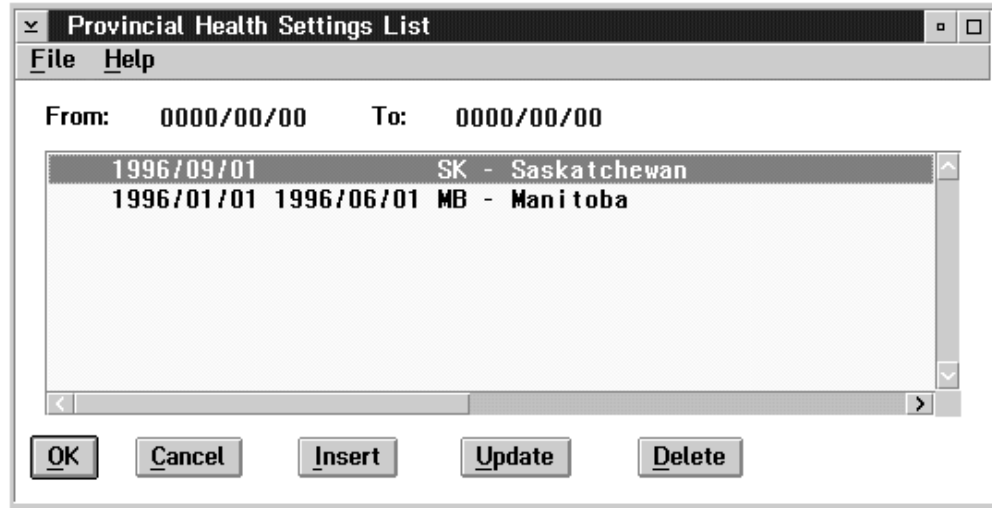 Provincial Health Settings List
File Help
From: 0000/00/00 To: 0000/00/00
1996/09/01 SK - Saskatchewan
1996/01/01 1996/06/01 MB - Manitoba
OK Cancel Insert Update Delete